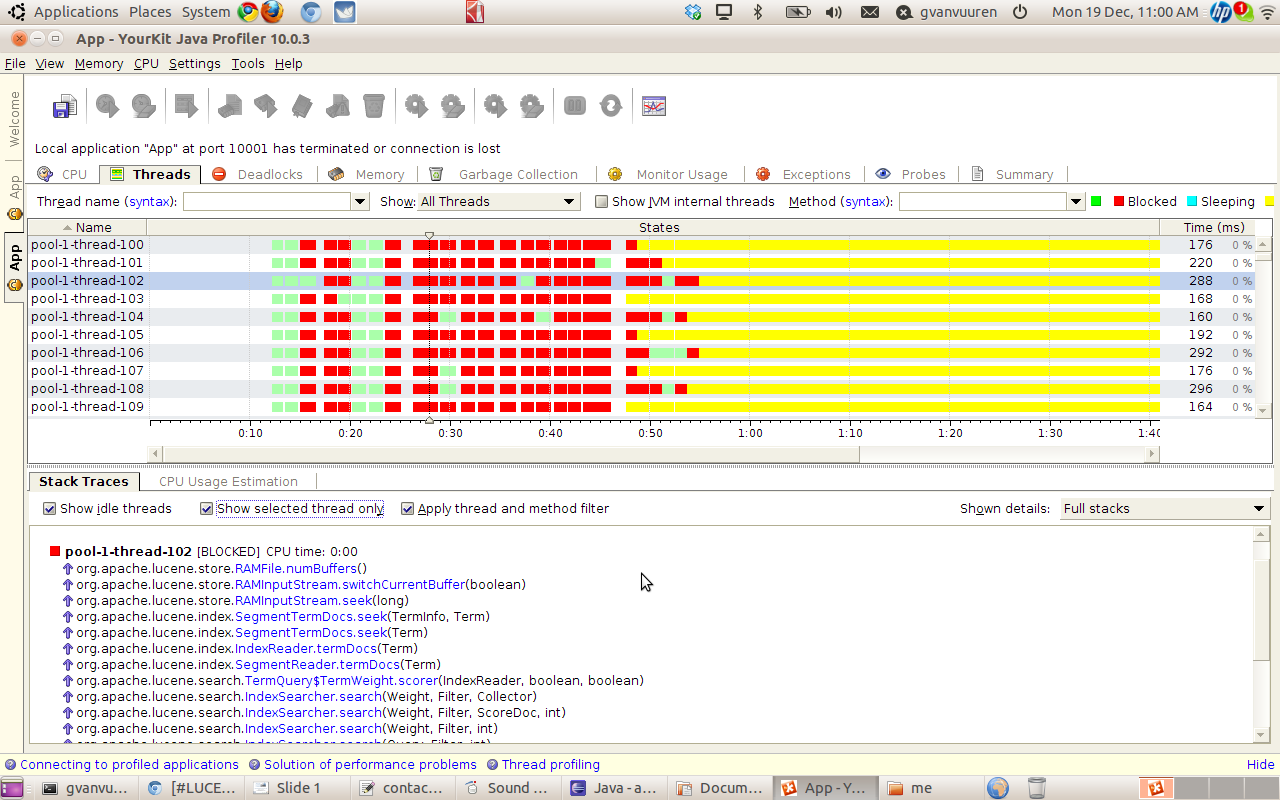 Applications Places System gvanvuuren Mon 19 Dec, 11:00 AM hp 1
App - YourKit Java Profiler 10.0.3
File View Memory CPU Settings Tools Help
Welcome
App
App
Local application "App" at port 10001 has terminated or connection is lost
CPU Threads Deadlocks Memory Garbage Collection Monitor Usage Exceptions Probes Summary
Thread name (syntax): Show: All Threads Show JVM internal threads Method (syntax): Blocked Sleeping
Name States Time (ms)
pool-1-thread-100 176 0 %
pool-1-thread-101 220 0 %
pool-1-thread-102 288 0 %
pool-1-thread-103 168 0 %
pool-1-thread-104 160 0 %
pool-1-thread-105 192 0 %
pool-1-thread-106 292 0 %
pool-1-thread-107 176 0 %
pool-1-thread-108 296 0 %
pool-1-thread-109 164 0 %
0:10 0:20 0:30 0:40 0:50 1:00 1:10 1:20 1:30 1:40
Stack Traces CPU Usage Estimation
Show idle threads Show selected thread only Apply thread and method filter Shown details: Full stacks
pool-1-thread-102 [BLOCKED] CPU time: 0:00
org.apache.lucene.store.RAMFile.numBuffers()
org.apache.lucene.store.RAMInputStream.switchCurrentBuffer(boolean)
org.apache.lucene.store.RAMInputStream.seek(long)
org.apache.lucene.index.SegmentTermDocs.seek(TermInfo, Term)
org.apache.lucene.index.SegmentTermDocs.seek(Term)
org.apache.lucene.index.IndexReader.termDocs(Term)
org.apache.lucene.index.SegmentReader.termDocs(Term)
org.apache.lucene.search.TermQuery$TermWeight.scorer(IndexReader, boolean, boolean)
org.apache.lucene.search.IndexSearcher.search(Weight, Filter, Collector)
org.apache.lucene.search.IndexSearcher.search(Weight, Filter, ScoreDoc, int)
org.apache.lucene.search.IndexSearcher.search(Weight, Filter, int)
org.apache.lucene.search.IndexSearcher.search(Query, Filter, int)
Connecting to profiled applications Solution of performance problems Thread profiling Hide
gvanvu... [#LUCE... Slide 1 contac... Sound ... Java - a... Docum... App - Y... me